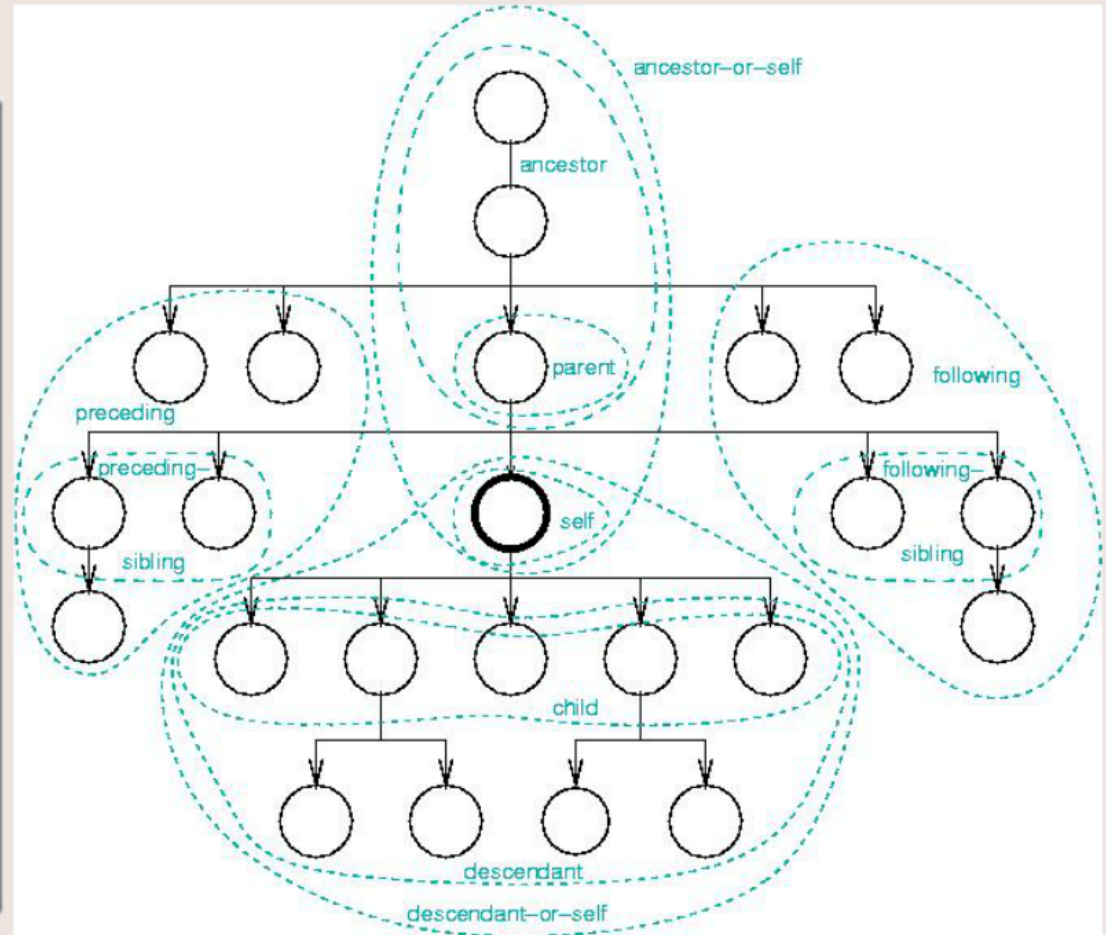 ancestor-or-self
ancestor
parent
following
preceding
preceding-
sibling
self
following-
sibling
child
descendant
descendant-or-self